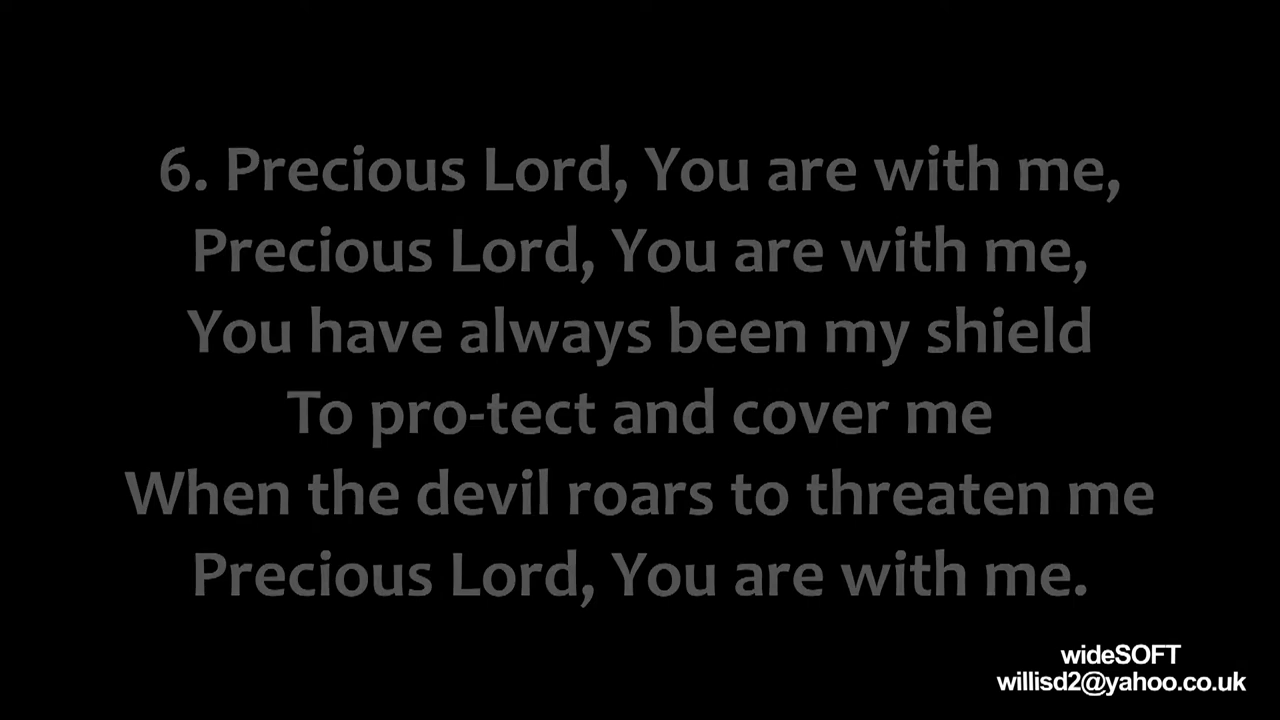 6. Precious Lord, You are with me,
Precious Lord, You are with me,
You have always been my shield
To pro-tect and cover me
When the devil roars to threaten me
Precious Lord, You are with me.
wideSOFT
willisd2@yahoo.co.uk